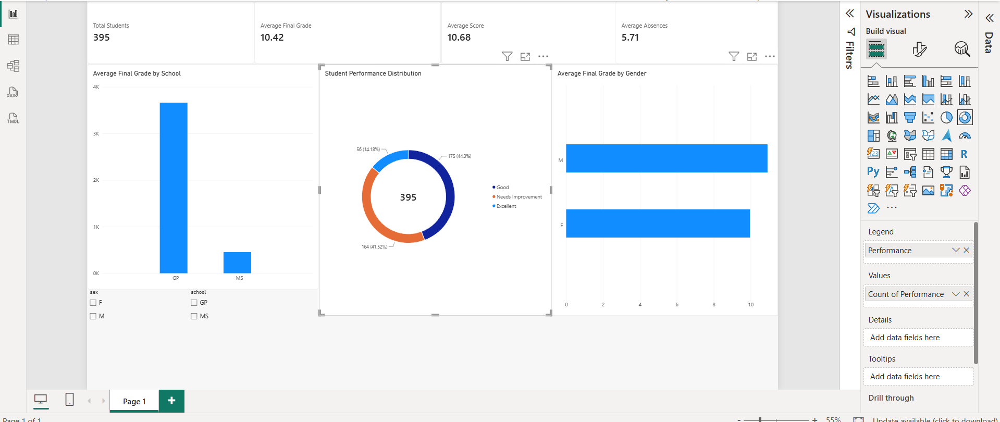 Total Students
395
Average Final Grade
10.42
Average Score
10.68
Average Absences
5.71
Average Final Grade by School
4K
3K
2K
1K
0K
GP
MS
Student Performance Distribution
56 (14.18%)
175 (44.3%)
395
164 (41.52%)
Good
Needs Improvement
Excellent
Average Final Grade by Gender
M
F
0 2 4 6 8 10
sex
F
M
school
GP
MS
Page 1
+
Page 1 of 1
- + 55%
Update available (click to download)
DAX
TMDL
Filters
Visualizations
Build visual
123
R
Py
Legend
Performance
Values
Count of Performance
Details
Add data fields here
Tooltips
Add data fields here
Drill through
Data